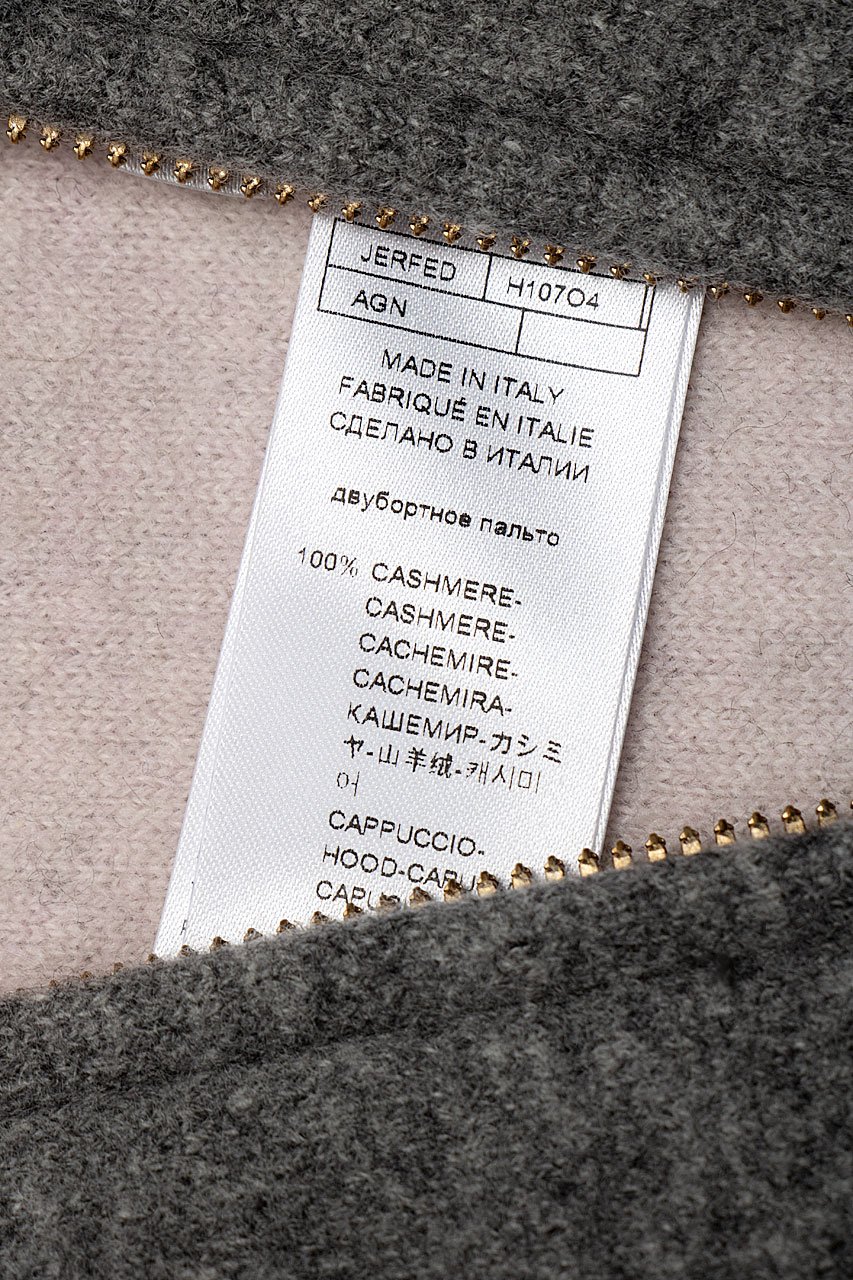 JERFED H107O4
AGN
MADE IN ITALY
FABRIQUÉ EN ITALIE
СДЕЛАНО В ИТАЛИИ
двубортное пальто
100% CASHMERE-
CASHMERE-
CACHEMIRE-
CACHEMIRA-
КАШЕМИР-カシミ
ヤ-山羊绒-캐시미
어
CAPPUCCIO-
HOOD-